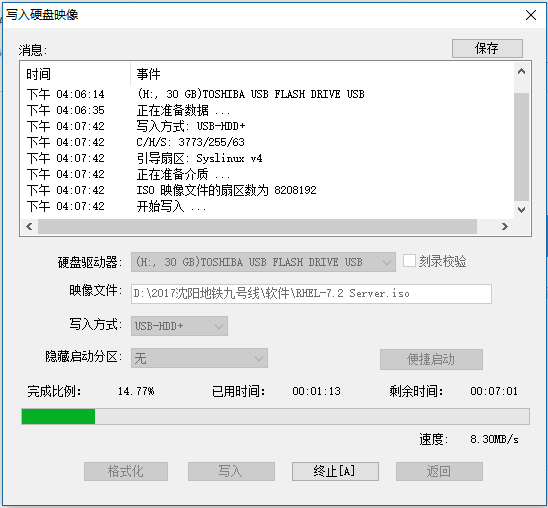 写入硬盘映像
消息:
保存
时间 事件
下午 04:06:14 (H:, 30 GB)TOSHIBA USB FLASH DRIVE USB
下午 04:06:35 正在准备数据 ...
下午 04:07:42 写入方式: USB-HDD+
下午 04:07:42 C/H/S: 3773/255/63
下午 04:07:42 引导扇区: Syslinux v4
下午 04:07:42 正在准备介质 ...
下午 04:07:42 ISO 映像文件的扇区数为 8208192
下午 04:07:42 开始写入 ...
硬盘驱动器: (H:, 30 GB)TOSHIBA USB FLASH DRIVE USB 刻录校验
映像文件: D:\2017沈阳地铁九号线\软件\RHEL-7.2 Server.iso
写入方式: USB-HDD+
隐藏启动分区: 无 便捷启动
完成比例: 14.77% 已用时间: 00:01:13 剩余时间: 00:07:01
速度: 8.30MB/s
格式化 写入 终止[A] 返回